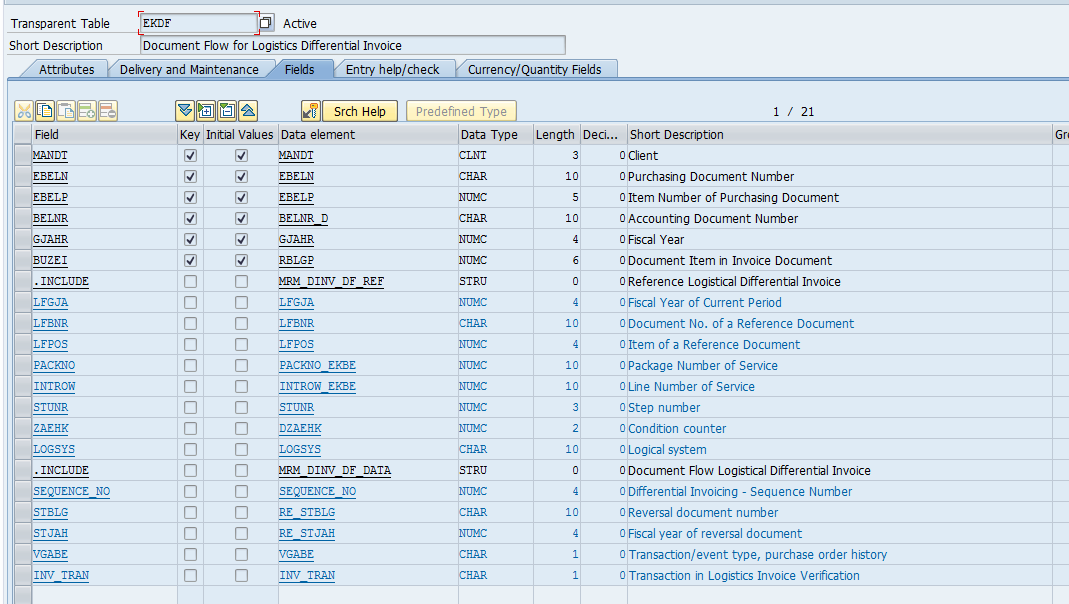 Transparent Table EKDF Active
Short Description Document Flow for Logistics Differential Invoice
Attributes Delivery and Maintenance Fields Entry help/check Currency/Quantity Fields
Srch Help Predefined Type 1 / 21
Field Key Initial Values Data element Data Type Length Deci... Short Description Gr
MANDT MANDT CLNT 3 0 Client
EBELN EBELN CHAR 10 0 Purchasing Document Number
EBELP EBELP NUMC 5 0 Item Number of Purchasing Document
BELNR BELNR_D CHAR 10 0 Accounting Document Number
GJAHR GJAHR NUMC 4 0 Fiscal Year
BUZEI RBLGP NUMC 6 0 Document Item in Invoice Document
.INCLUDE MRM_DINV_DF_REF STRU 0 0 Reference Logistical Differential Invoice
LFGJA LFGJA NUMC 4 0 Fiscal Year of Current Period
LFBNR LFBNR CHAR 10 0 Document No. of a Reference Document
LFPOS LFPOS NUMC 4 0 Item of a Reference Document
PACKNO PACKNO_EKBE NUMC 10 0 Package Number of Service
INTROW INTROW_EKBE NUMC 10 0 Line Number of Service
STUNR STUNR NUMC 3 0 Step number
ZAEHK DZAEHK NUMC 2 0 Condition counter
LOGSYS LOGSYS CHAR 10 0 Logical system
.INCLUDE MRM_DINV_DF_DATA STRU 0 0 Document Flow Logistical Differential Invoice
SEQUENCE_NO SEQUENCE_NO NUMC 4 0 Differential Invoicing - Sequence Number
STBLG RE_STBLG CHAR 10 0 Reversal document number
STJAH RE_STJAH NUMC 4 0 Fiscal year of reversal document
VGABE VGABE CHAR 1 0 Transaction/event type, purchase order history
INV_TRAN INV_TRAN CHAR 1 0 Transaction in Logistics Invoice Verification